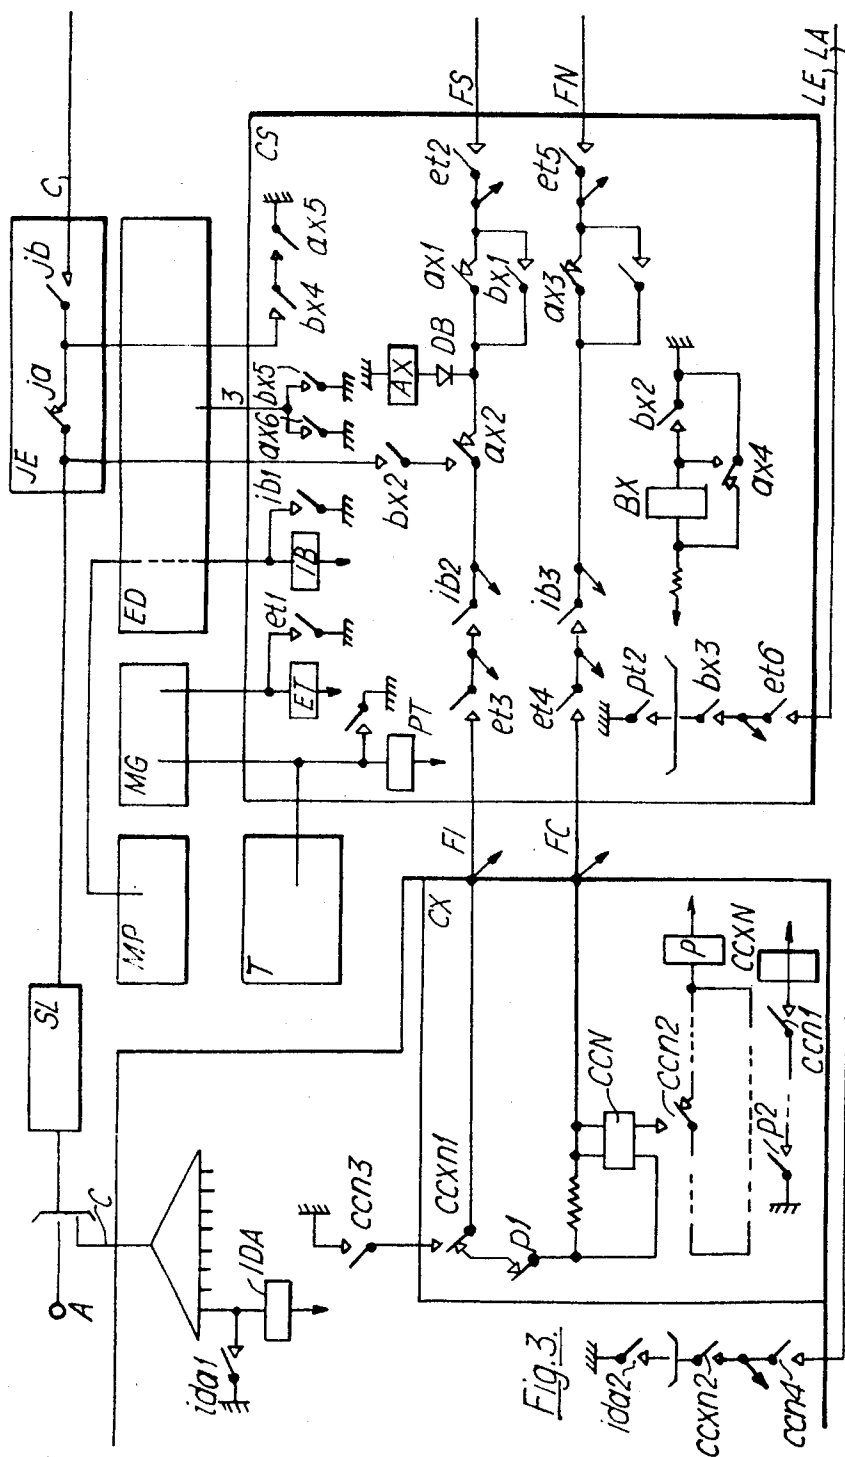 C,
FS
FN
LE, LA
CS
et2
et5
jb
ax5
bx4
ax1
bx1
ax3
JE
ja
3
bx5
ax6
AX
DB
ax2
bx2
bx2
BX
ax4
ib1
iB
ib2
ib3
ED
et1
ET
et3
et4
pt2
bx3
et6
MG
PT
MP
T
FI
FC
CX
SL
P
CCXN
CCN
ccn2
ccn1
p2
ccxn1
p1
ccn3
C
A
IDA
ida1
Fig.3.
ida2
ccxn2
ccn4